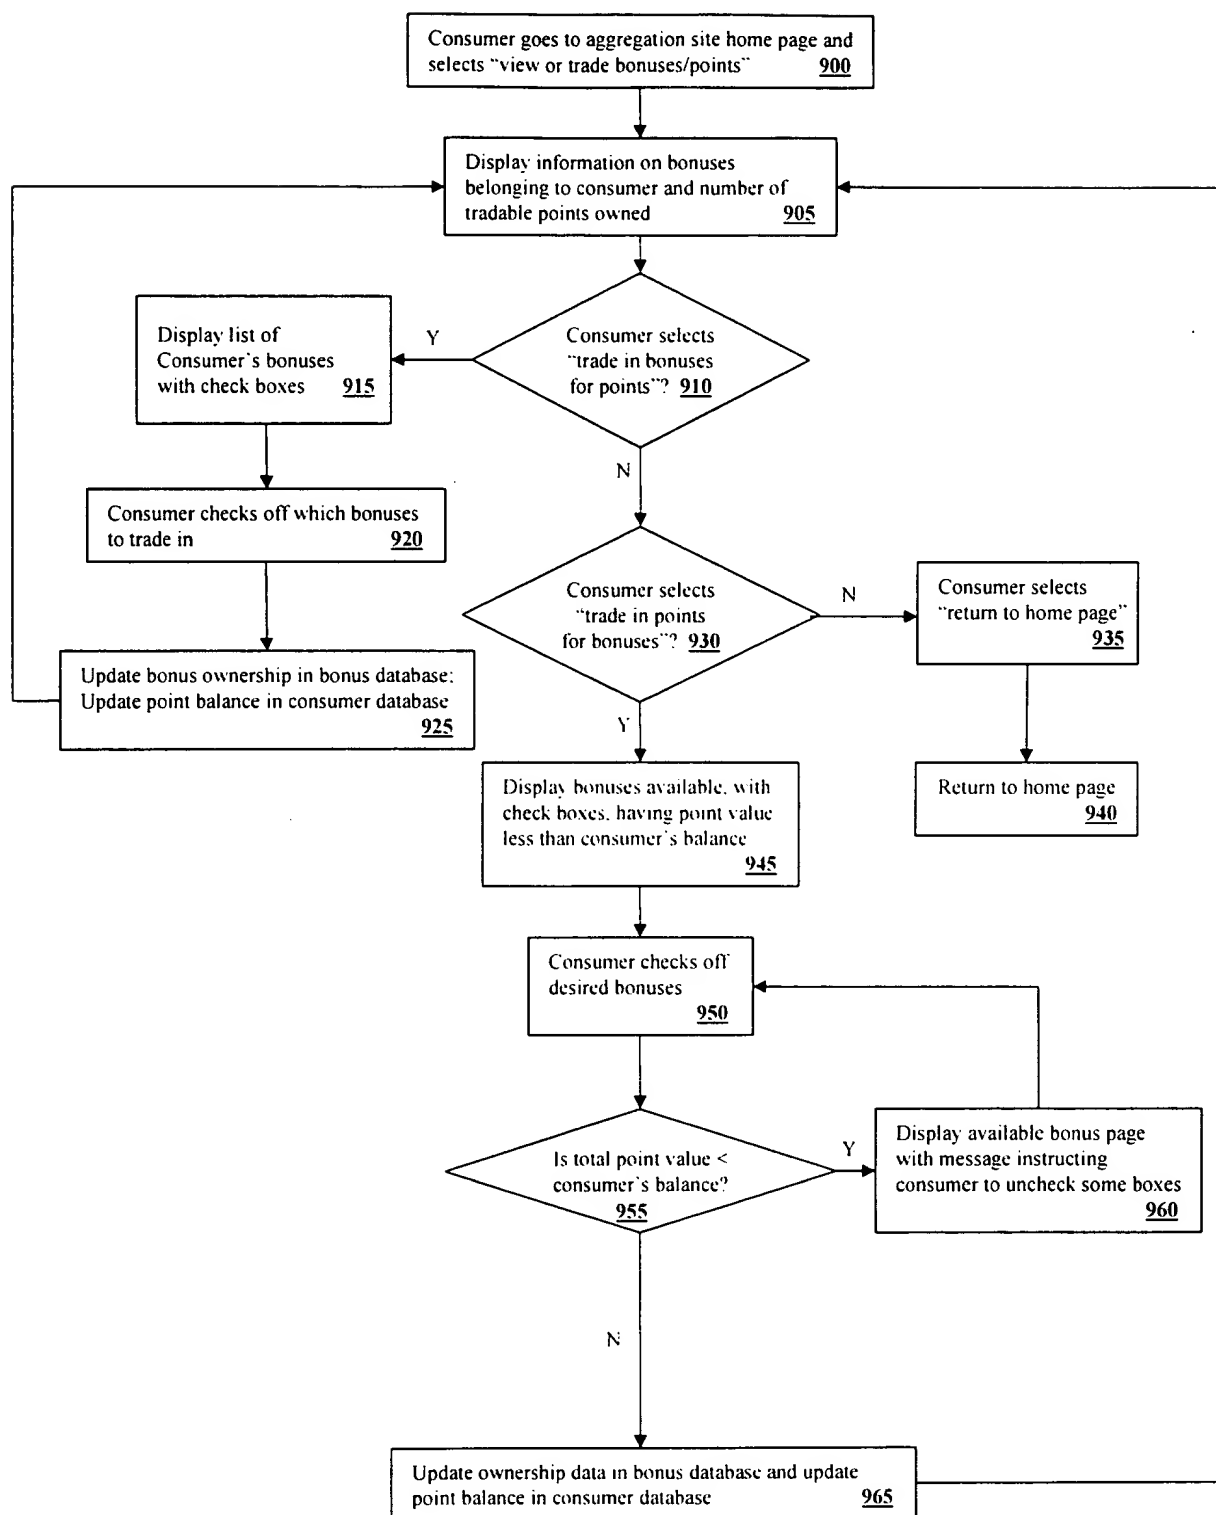 Consumer goes to aggregation site home page and
selects "view or trade bonuses/points" 900
Display information on bonuses
belonging to consumer and number of
tradable points owned 905
Display list of
Consumer's bonuses
with check boxes 915
Y
Consumer selects
"trade in bonuses
for points"? 910
N
Consumer checks off which bonuses
to trade in 920
Consumer selects
"trade in points
for bonuses"? 930
N
Consumer selects
"return to home page"
935
Update bonus ownership in bonus database;
Update point balance in consumer database
925
Y
Display bonuses available, with
check boxes, having point value
less than consumer's balance
945
Return to home page
940
Consumer checks off
desired bonuses
950
Is total point value <
consumer's balance?
955
Y
Display available bonus page
with message instructing
consumer to uncheck some boxes
960
N
Update ownership data in bonus database and update
point balance in consumer database 965